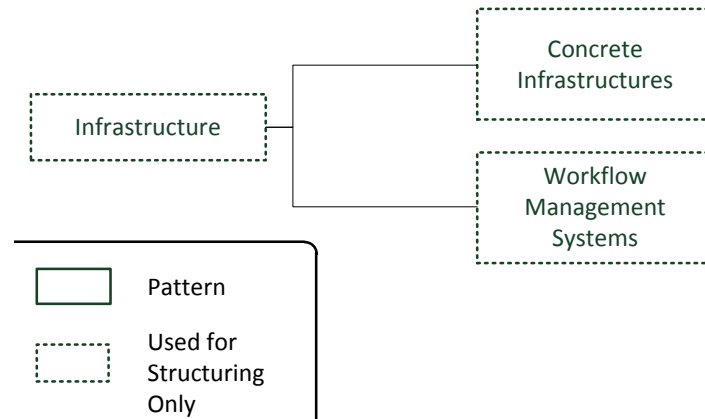 Concrete
Infrastructures
Infrastructure
Workflow
Management
Systems
Pattern
Used for
Structuring
Only